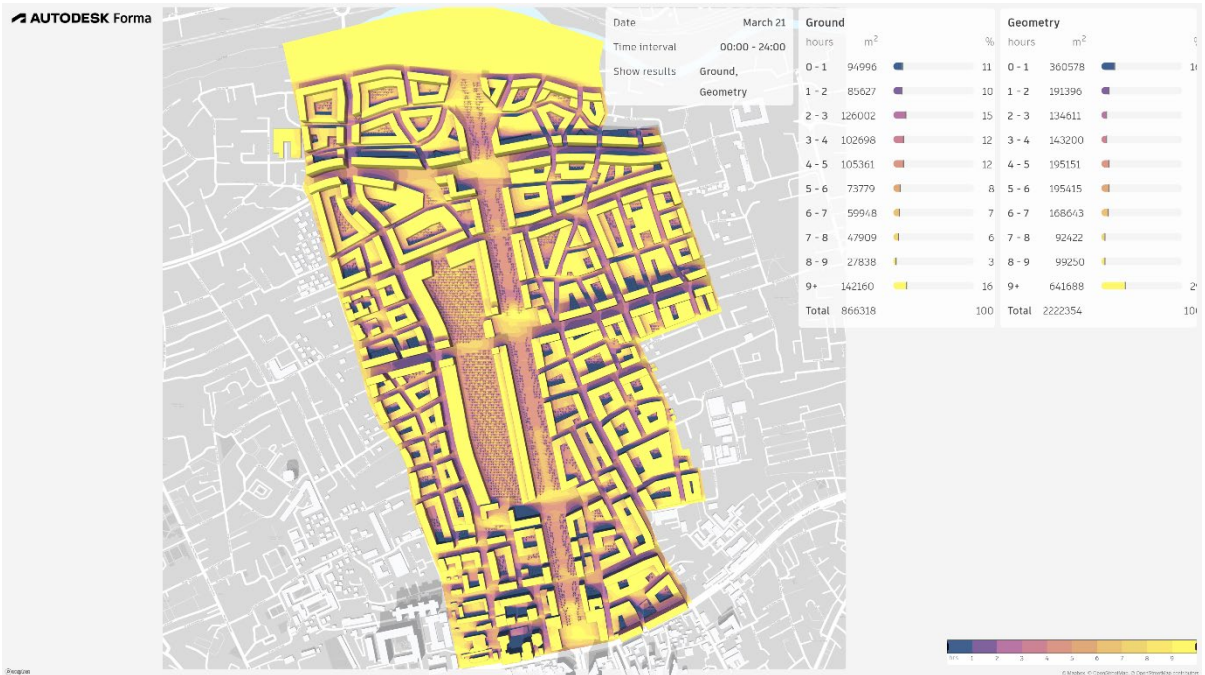 AUTODESK Forma
Date March 21
Time interval 00:00 - 24:00
Show results Ground,
Geometry
Ground
hours m² %
0 - 1 94996 11
1 - 2 85627 10
2 - 3 126002 15
3 - 4 102698 12
4 - 5 105361 12
5 - 6 73779 8
6 - 7 59948 7
7 - 8 47909 6
8 - 9 27838 3
9+ 142160 16
Total 866318 100
Geometry
hours m²
0 - 1 360578
1 - 2 191396
2 - 3 134611
3 - 4 143200
4 - 5 195151
5 - 6 195415
6 - 7 168643
7 - 8 92422
8 - 9 99250
9+ 641688
Total 2222354
1 2 3 4 5 6 7 8 9
© Mapbox, © OpenStreetMap, © OpenStreetMap contributors